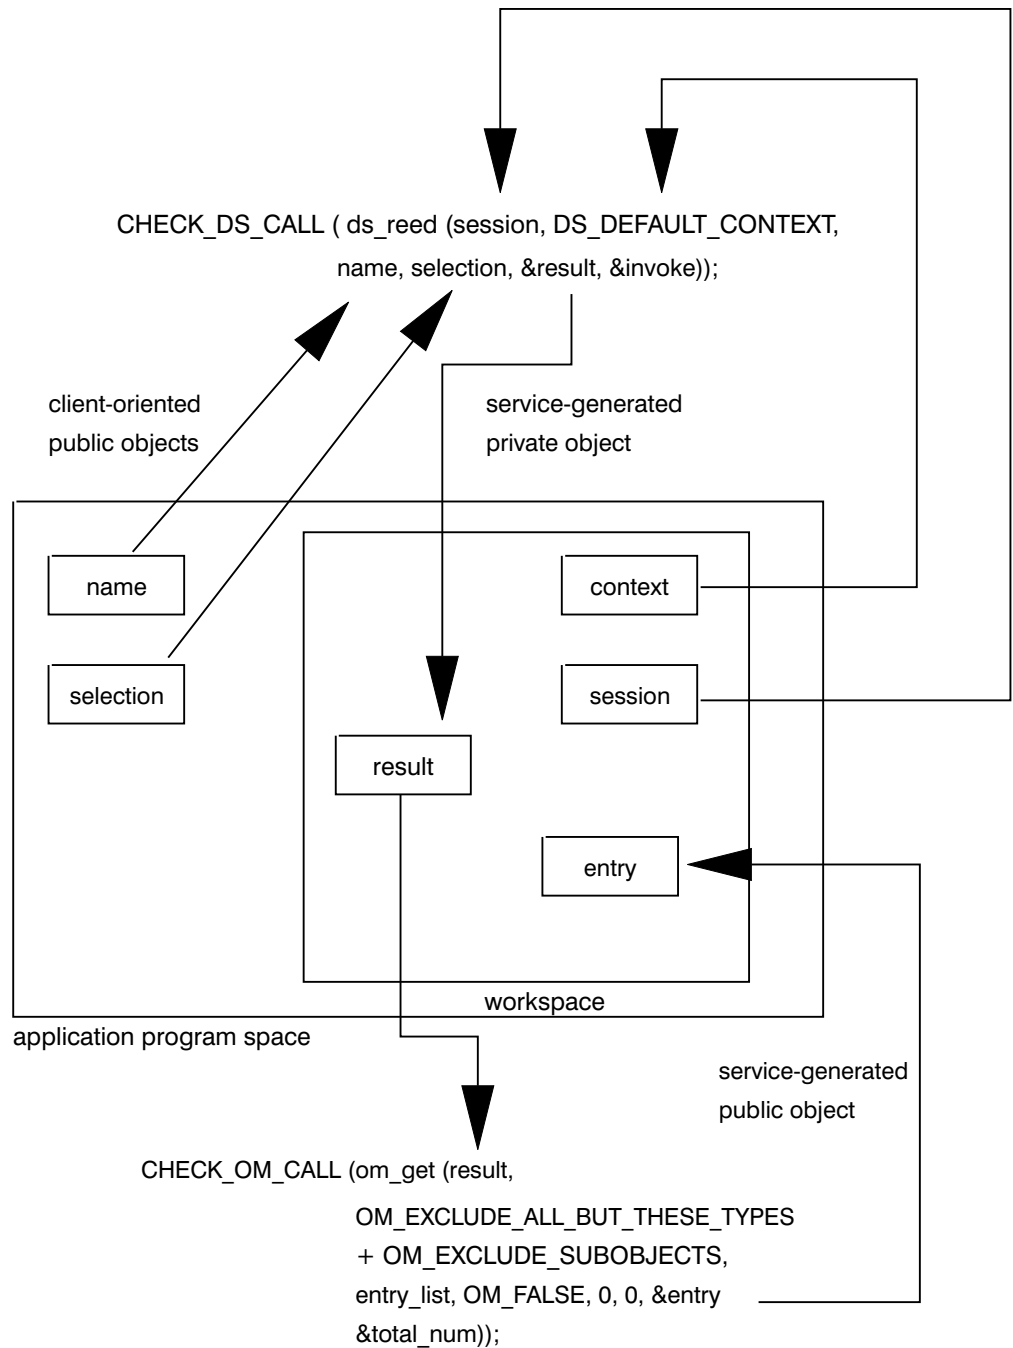 CHECK_DS_CALL ( ds_reed (session, DS_DEFAULT_CONTEXT,
name, selection, &result, &invoke));
client-oriented
public objects
service-generated
private object
name
context
selection
session
result
entry
workspace
application program space
service-generated
public object
CHECK_OM_CALL (om_get (result,
OM_EXCLUDE_ALL_BUT_THESE_TYPES
+ OM_EXCLUDE_SUBOBJECTS,
entry_list, OM_FALSE, 0, 0, &entry
&total_num));